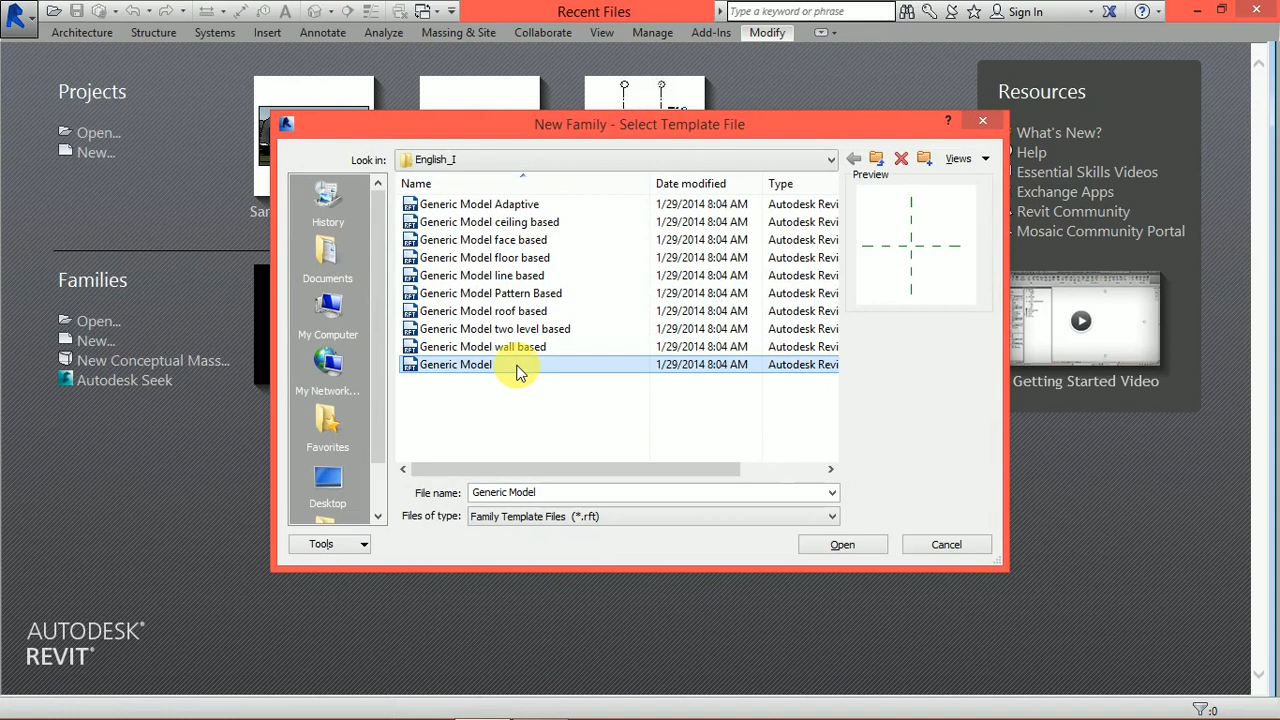 Recent Files
Type a keyword or phrase
Sign In
Architecture
Structure
Systems
Insert
Annotate
Analyze
Massing & Site
Collaborate
View
Manage
Add-Ins
Modify
Projects
Open...
New...
Resources
What's New?
Help
Essential Skills Videos
Exchange Apps
Revit Community
Mosaic Community Portal
Getting Started Video
Families
Open...
New...
New Conceptual Mass...
Autodesk Seek
New Family - Select Template File
Look in:
English_I
Views
Name
Date modified
Type
Preview
Generic Model Adaptive 1/29/2014 8:04 AM Autodesk Revi
Generic Model ceiling based 1/29/2014 8:04 AM Autodesk Revi
Generic Model face based 1/29/2014 8:04 AM Autodesk Revi
Generic Model floor based 1/29/2014 8:04 AM Autodesk Revi
Generic Model line based 1/29/2014 8:04 AM Autodesk Revi
Generic Model Pattern Based 1/29/2014 8:04 AM Autodesk Revi
Generic Model roof based 1/29/2014 8:04 AM Autodesk Revi
Generic Model two level based 1/29/2014 8:04 AM Autodesk Revi
Generic Model wall based 1/29/2014 8:04 AM Autodesk Revi
Generic Model 1/29/2014 8:04 AM Autodesk Revi
History
Documents
My Computer
My Network...
Favorites
Desktop
File name: Generic Model
Files of type: Family Template Files (*.rft)
Tools
Open
Cancel
AUTODESK®
REVIT®
:0